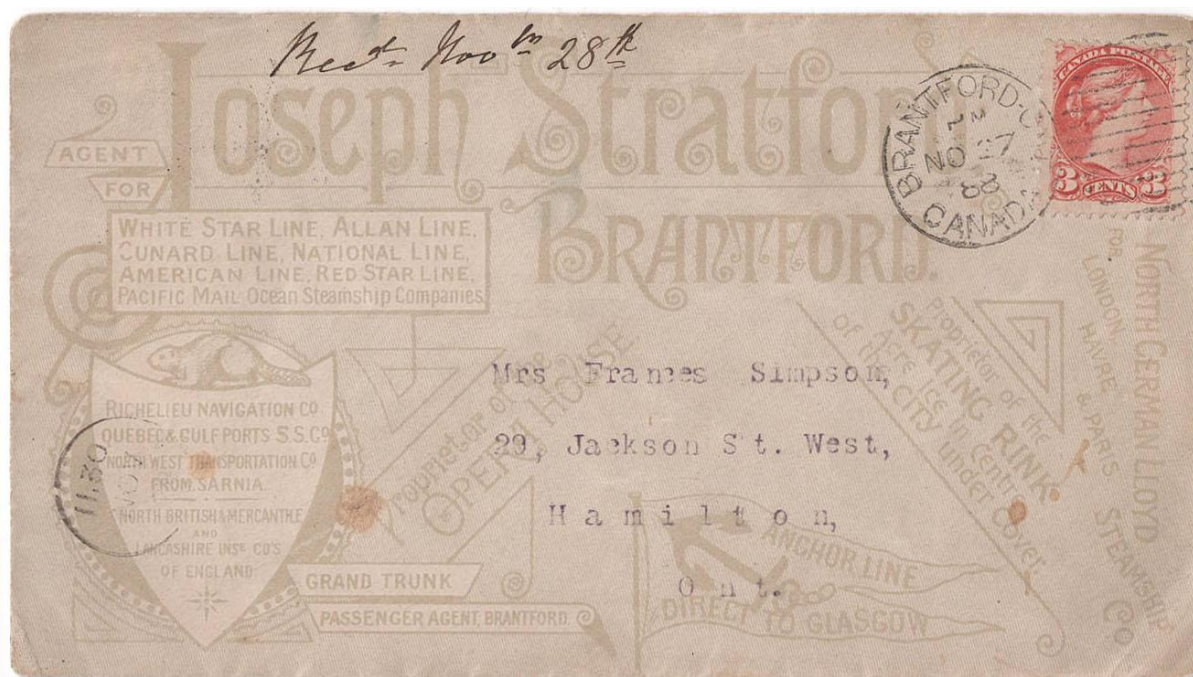 Recd. Novbr 28th
Joseph Stratford
BRANTFORD.
AGENT
FOR
WHITE STAR LINE, ALLAN LINE,
CUNARD LINE, NATIONAL LINE,
AMERICAN LINE, RED STAR LINE,
PACIFIC MAIL Ocean Steamship Companies
BRANTFORD
NO 27
CANADA
CANADA POSTAGE
3 CENTS 3
RICHELIEU NAVIGATION CO
QUEBEC & GULF PORTS S.S. Co
NORTH WEST TRANSPORTATION Co
FROM SARNIA
NORTH BRITISH & MERCANTILE
AND
LANCASHIRE INSE CO'S
OF ENGLAND
11.30
Proprietor of the
OPERA HOUSE
Mrs Frances Simpson,
29, Jackson St. West,
Hamilton,
Ont.
Proprietor of the
SKATING RINK
Acre ice in centr
of the CITY under Cover
NORTH GERMAN LLOYD
STEAMSHIP Co
FOR
LONDON,
HAVRE & PARIS
GRAND TRUNK
PASSENGER AGENT, BRANTFORD.
ANCHOR LINE
DIRECT TO GLASGOW